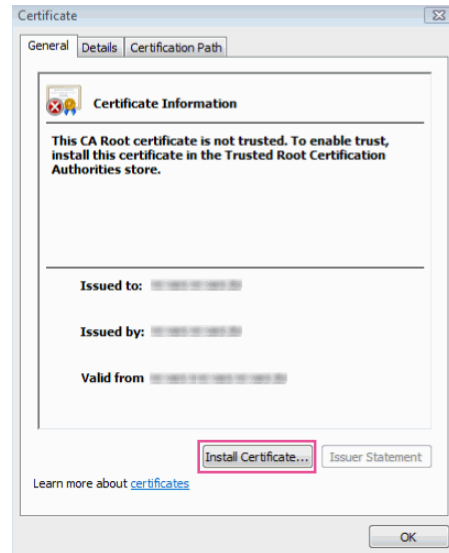 Certificate
General Details Certification Path
Certificate Information
This CA Root certificate is not trusted. To enable trust,
install this certificate in the Trusted Root Certification
Authorities store.
Issued to:
Issued by:
Valid from
Install Certificate... Issuer Statement
Learn more about certificates
OK